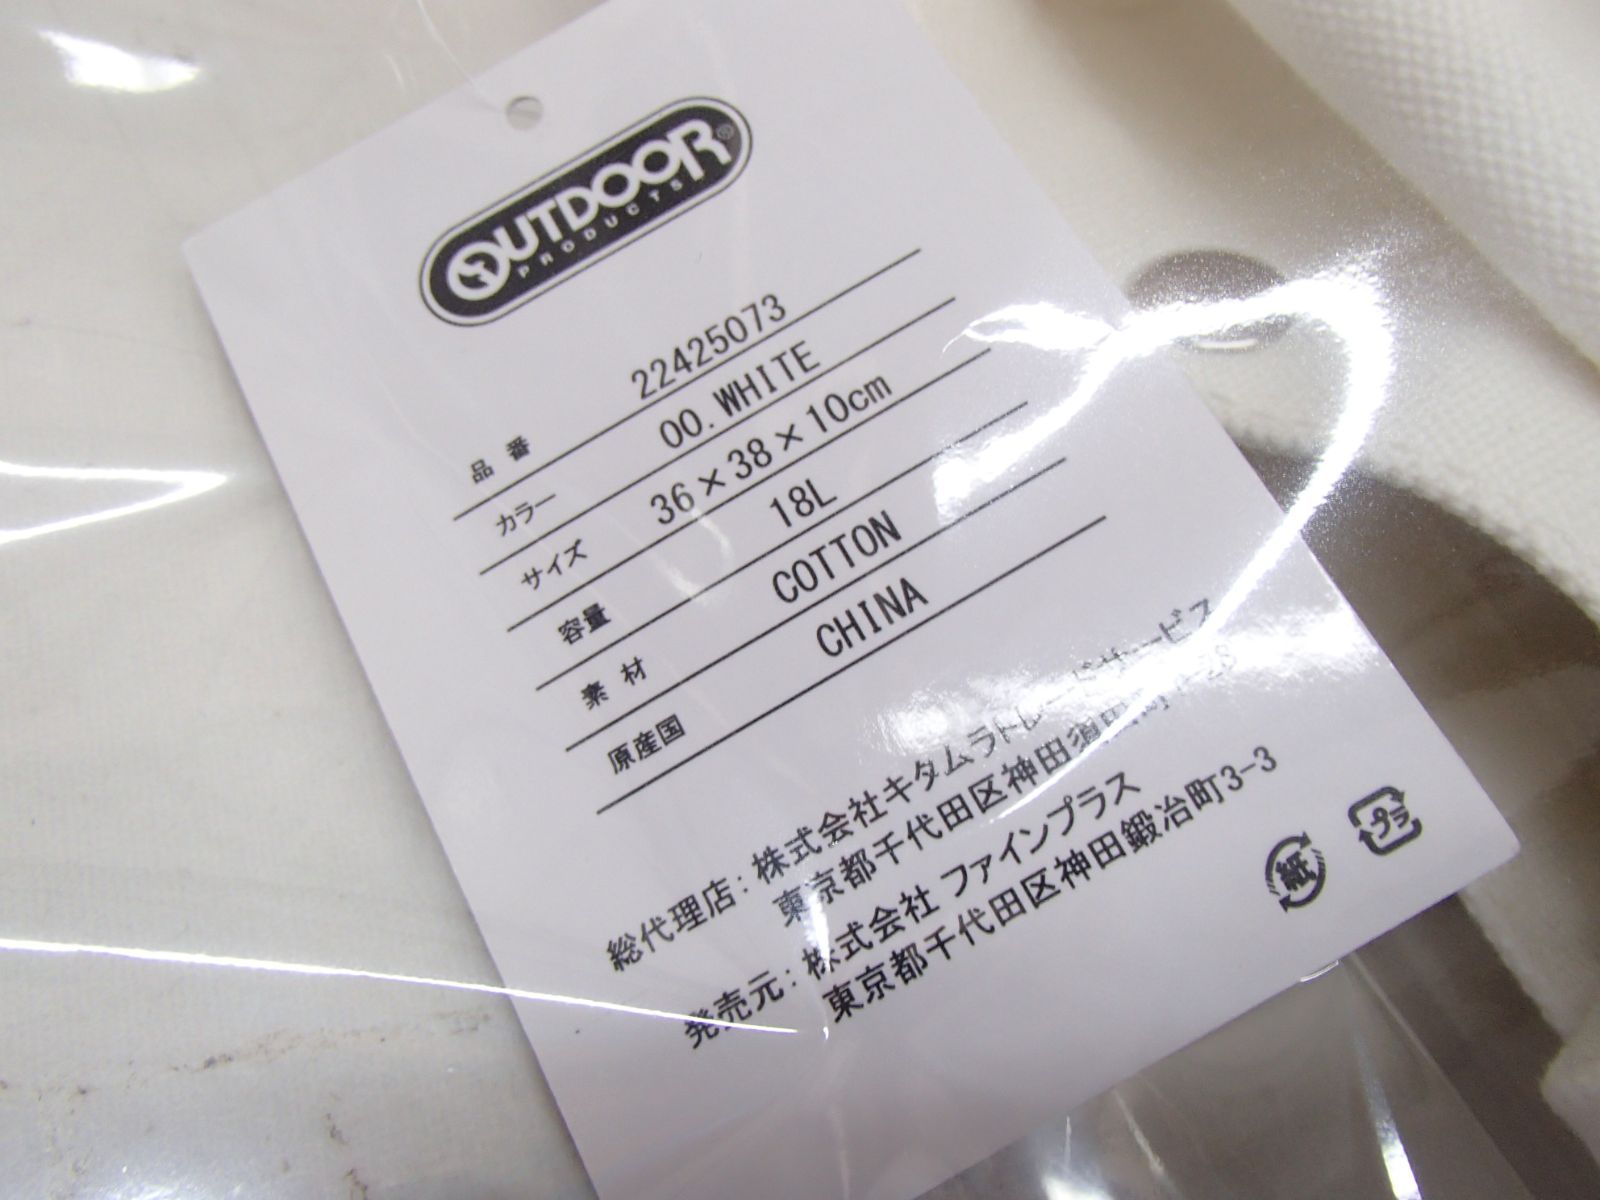 OUTDOOR®
PRODUCTS
品番 22425073
カラー 00.WHITE
サイズ 36×38×10cm
容量 18L
素材 COTTON
原産国 CHINA
総代理店:株式会社キタムラトレードサービス
東京都千代田区神田須田町
発売元:株式会社 ファインプラス
東京都千代田区神田鍛冶町3-3
紙 プラ